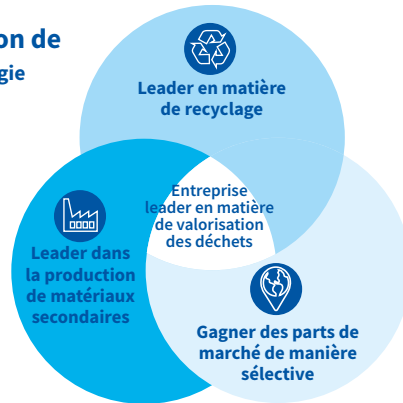 on de
gie
Leader en matière
de recyclage
Entreprise
leader en matière
de valorisation
des déchets
Leader dans
la production
de matériaux
secondaires
Gagner des parts de
marché de manière
sélective